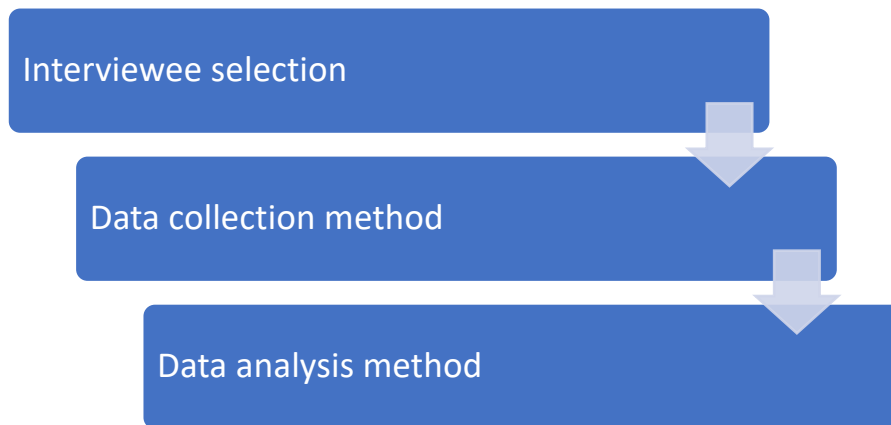 Interviewee selection
Data collection method
Data analysis method